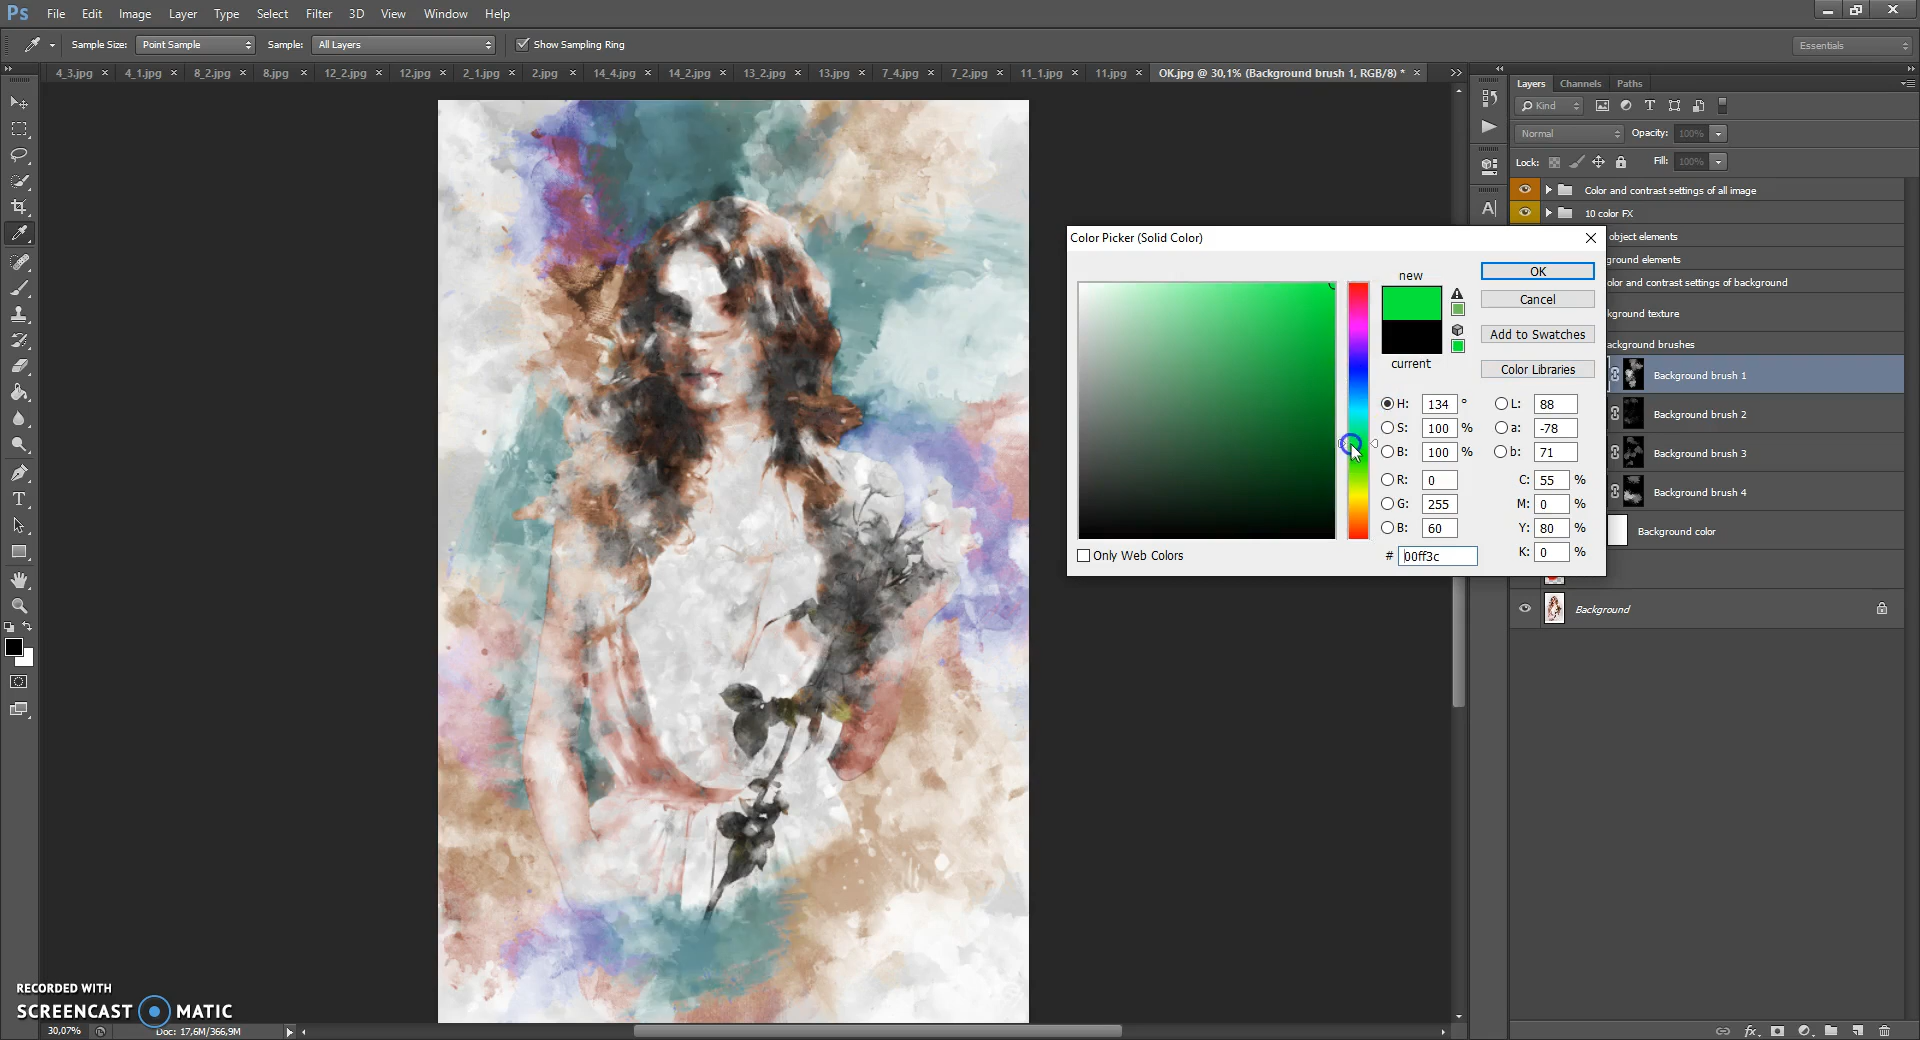 Ps File Edit Image Layer Type Select Filter 3D View Window Help
Sample Size: Point Sample Sample: All Layers Show Sampling Ring Essentials
4_3.jpg × 4_1.jpg × 8_2.jpg × 8.jpg × 12_2.jpg × 12.jpg × 2_1.jpg × 2.jpg × 14_4.jpg × 14_2.jpg × 13_2.jpg × 13.jpg × 7_4.jpg × 7_2.jpg × 11_1.jpg × 11.jpg × OK.jpg @ 30,1% (Background brush 1, RGB/8) * ×
Layers Channels Paths
Kind
Normal Opacity: 100%
Lock: Fill: 100%
Color and contrast settings of all image
10 color FX
object elements
ground elements
olor and contrast settings of background
kground texture
ackground brushes
Background brush 1
Background brush 2
Background brush 3
Background brush 4
Background color
Background
Color Picker (Solid Color)
new
current
OK
Cancel
Add to Swatches
Color Libraries
H: 134 ° L: 88
S: 100 % a: -78
B: 100 % b: 71
R: 0 C: 55 %
G: 255 M: 0 %
B: 60 Y: 80 %
# 00ff3c K: 0 %
Only Web Colors
RECORDED WITH
SCREENCAST MATIC
30,07% Doc: 17,6M/366,9M